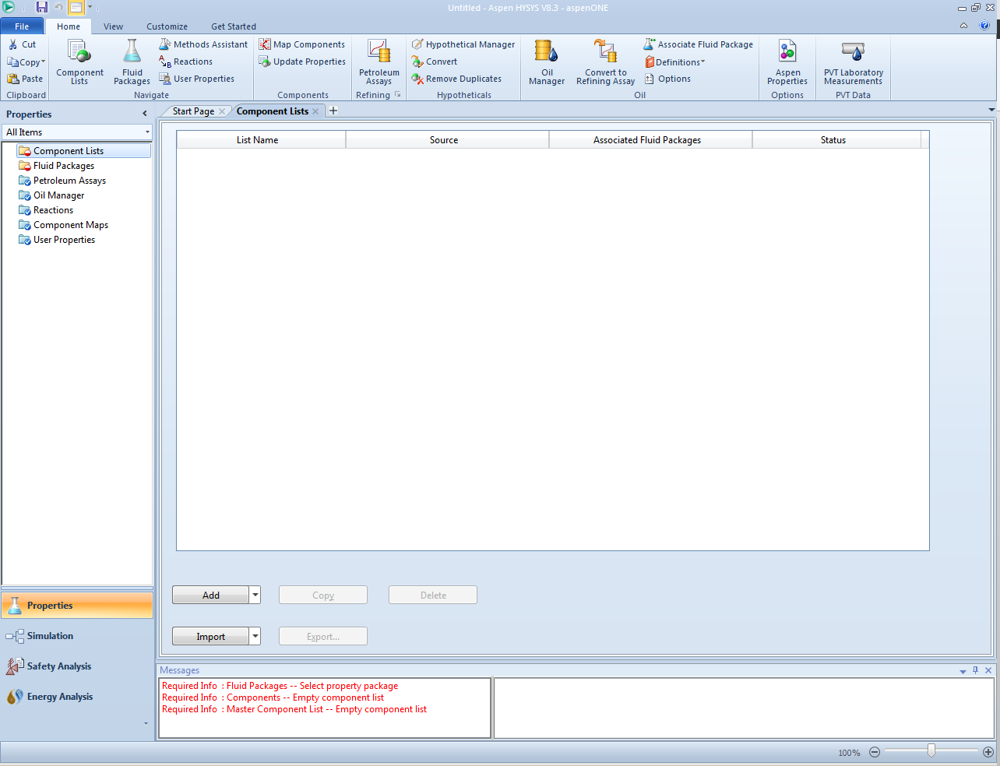 Untitled - Aspen HYSYS V8.3 - aspenONE
File Home View Customize Get Started
Cut
Copy
Paste
Clipboard
Component Lists
Fluid Packages
Methods Assistant
Reactions
User Properties
Navigate
Map Components
Update Properties
Components
Petroleum Assays
Refining
Hypothetical Manager
Convert
Remove Duplicates
Hypotheticals
Oil Manager
Convert to Refining Assay
Associate Fluid Package
Definitions
Options
Oil
Aspen Properties
Options
PVT Laboratory Measurements
PVT Data
Properties
All Items
Component Lists
Fluid Packages
Petroleum Assays
Oil Manager
Reactions
Component Maps
User Properties
Properties
Simulation
Safety Analysis
Energy Analysis
Start Page Component Lists
List Name Source Associated Fluid Packages Status
Add Copy Delete
Import Export...
Messages
Required Info : Fluid Packages -- Select property package
Required Info : Components -- Empty component list
Required Info : Master Component List -- Empty component list
100%